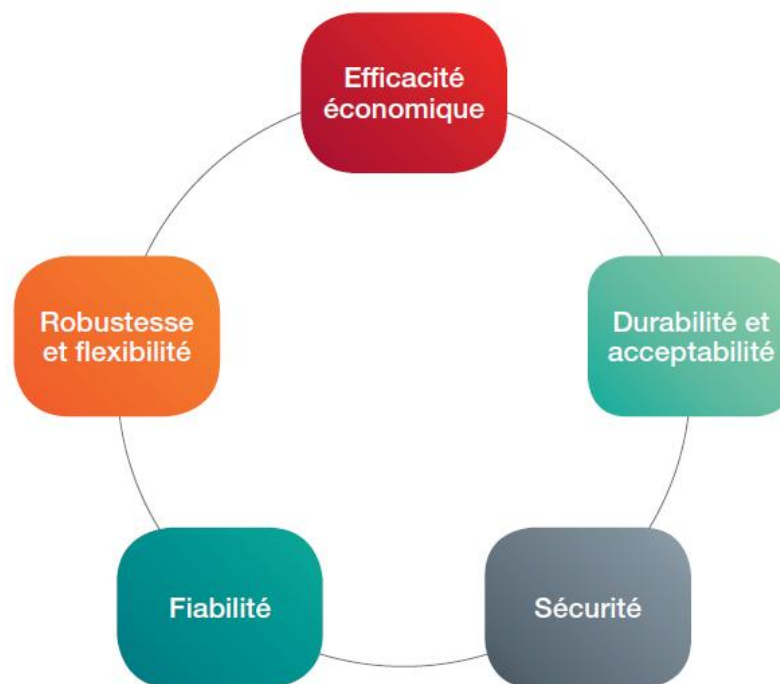 Efficacité
économique
Robustesse
et flexibilité
Durabilité et
acceptabilité
Fiabilité
Sécurité